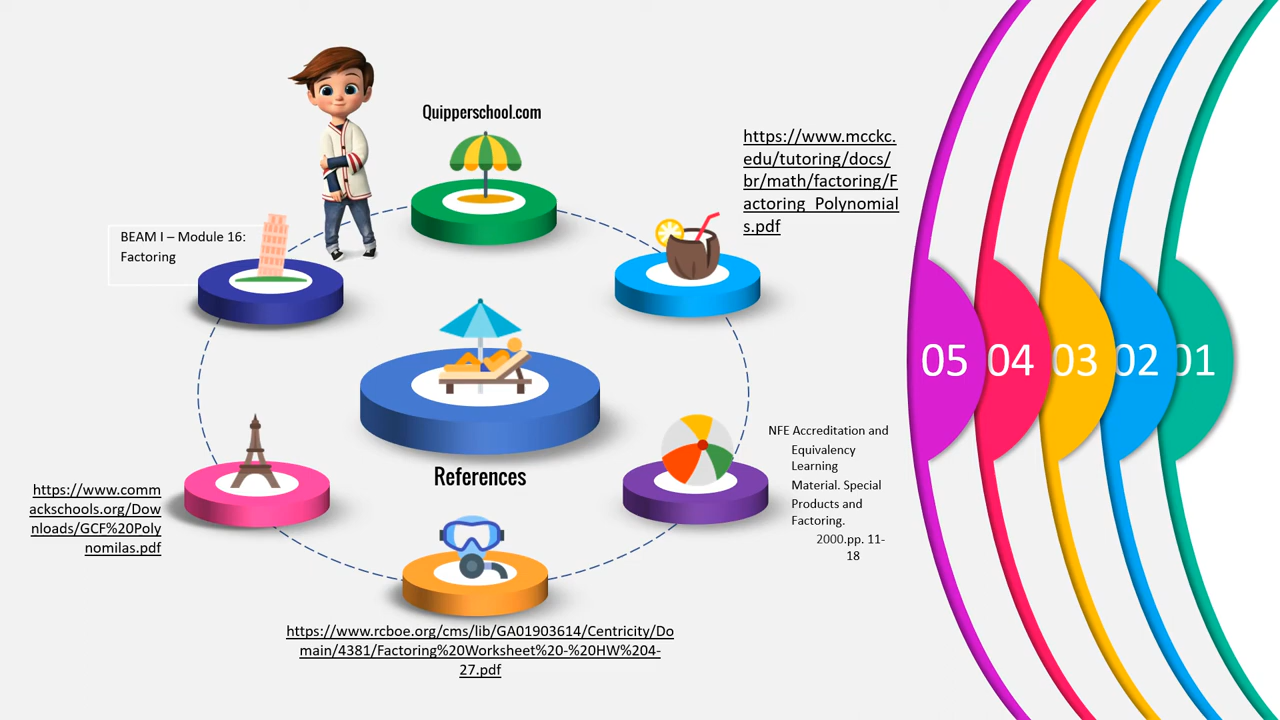 Quipperschool.com
https://www.mcckc.
edu/tutoring/docs/
br/math/factoring/F
actoring_Polynomial
s.pdf
BEAM I – Module 16:
Factoring
05
04
03
02
01
NFE Accreditation and
Equivalency
Learning
Material. Special
Products and
Factoring.
2000.pp. 11-
18
References
https://www.comm
ackschools.org/Dow
nloads/GCF%20Poly
nomilas.pdf
https://www.rcboe.org/cms/lib/GA01903614/Centricity/Do
main/4381/Factoring%20Worksheet%20-%20HW%204-
27.pdf